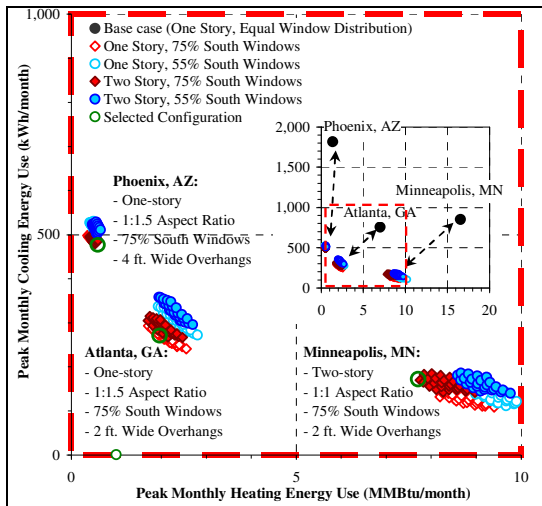 1,000
Base case (One Story, Equal Window Distribution)
One Story, 75% South Windows
One Story, 55% South Windows
Two Story, 75% South Windows
Two Story, 55% South Windows
Selected Configuration
Peak Monthly Cooling Energy Use (kWh/month)
2,000
1,500
1,000
500
0
Phoenix, AZ
Minneapolis, MN
Atlanta, GA
0 5 10 15 20
Phoenix, AZ:
- One-story
- 1:1.5 Aspect Ratio
- 75% South Windows
- 4 ft. Wide Overhangs
500
Atlanta, GA:
- One-story
- 1:1.5 Aspect Ratio
- 75% South Windows
- 2 ft. Wide Overhangs
Minneapolis, MN:
- Two-story
- 1:1 Aspect Ratio
- 75% South Windows
- 2 ft. Wide Overhangs
0
0 5 10
Peak Monthly Heating Energy Use (MMBtu/month)